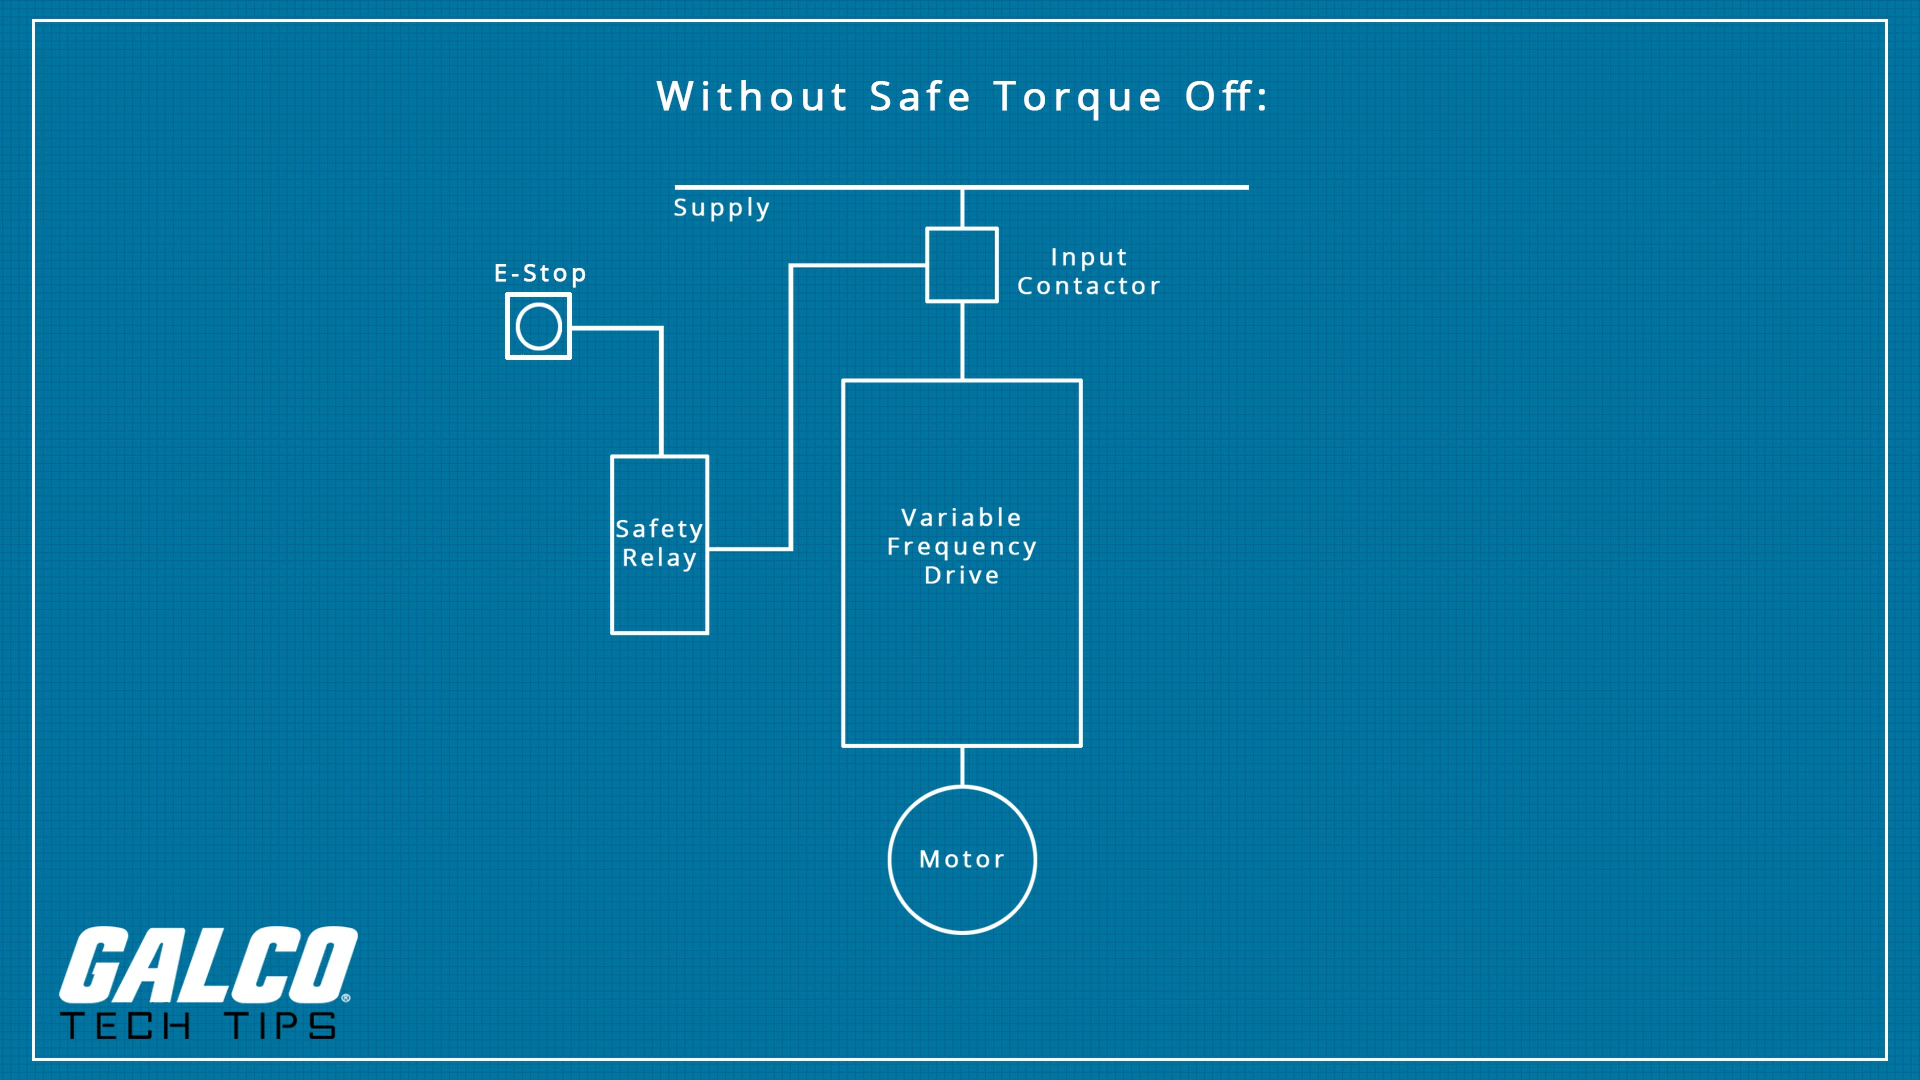 Without Safe Torque Off:
Supply
Input
Contactor
E-Stop
Safety
Relay
Variable
Frequency
Drive
Motor
GALCO®
TECH TIPS